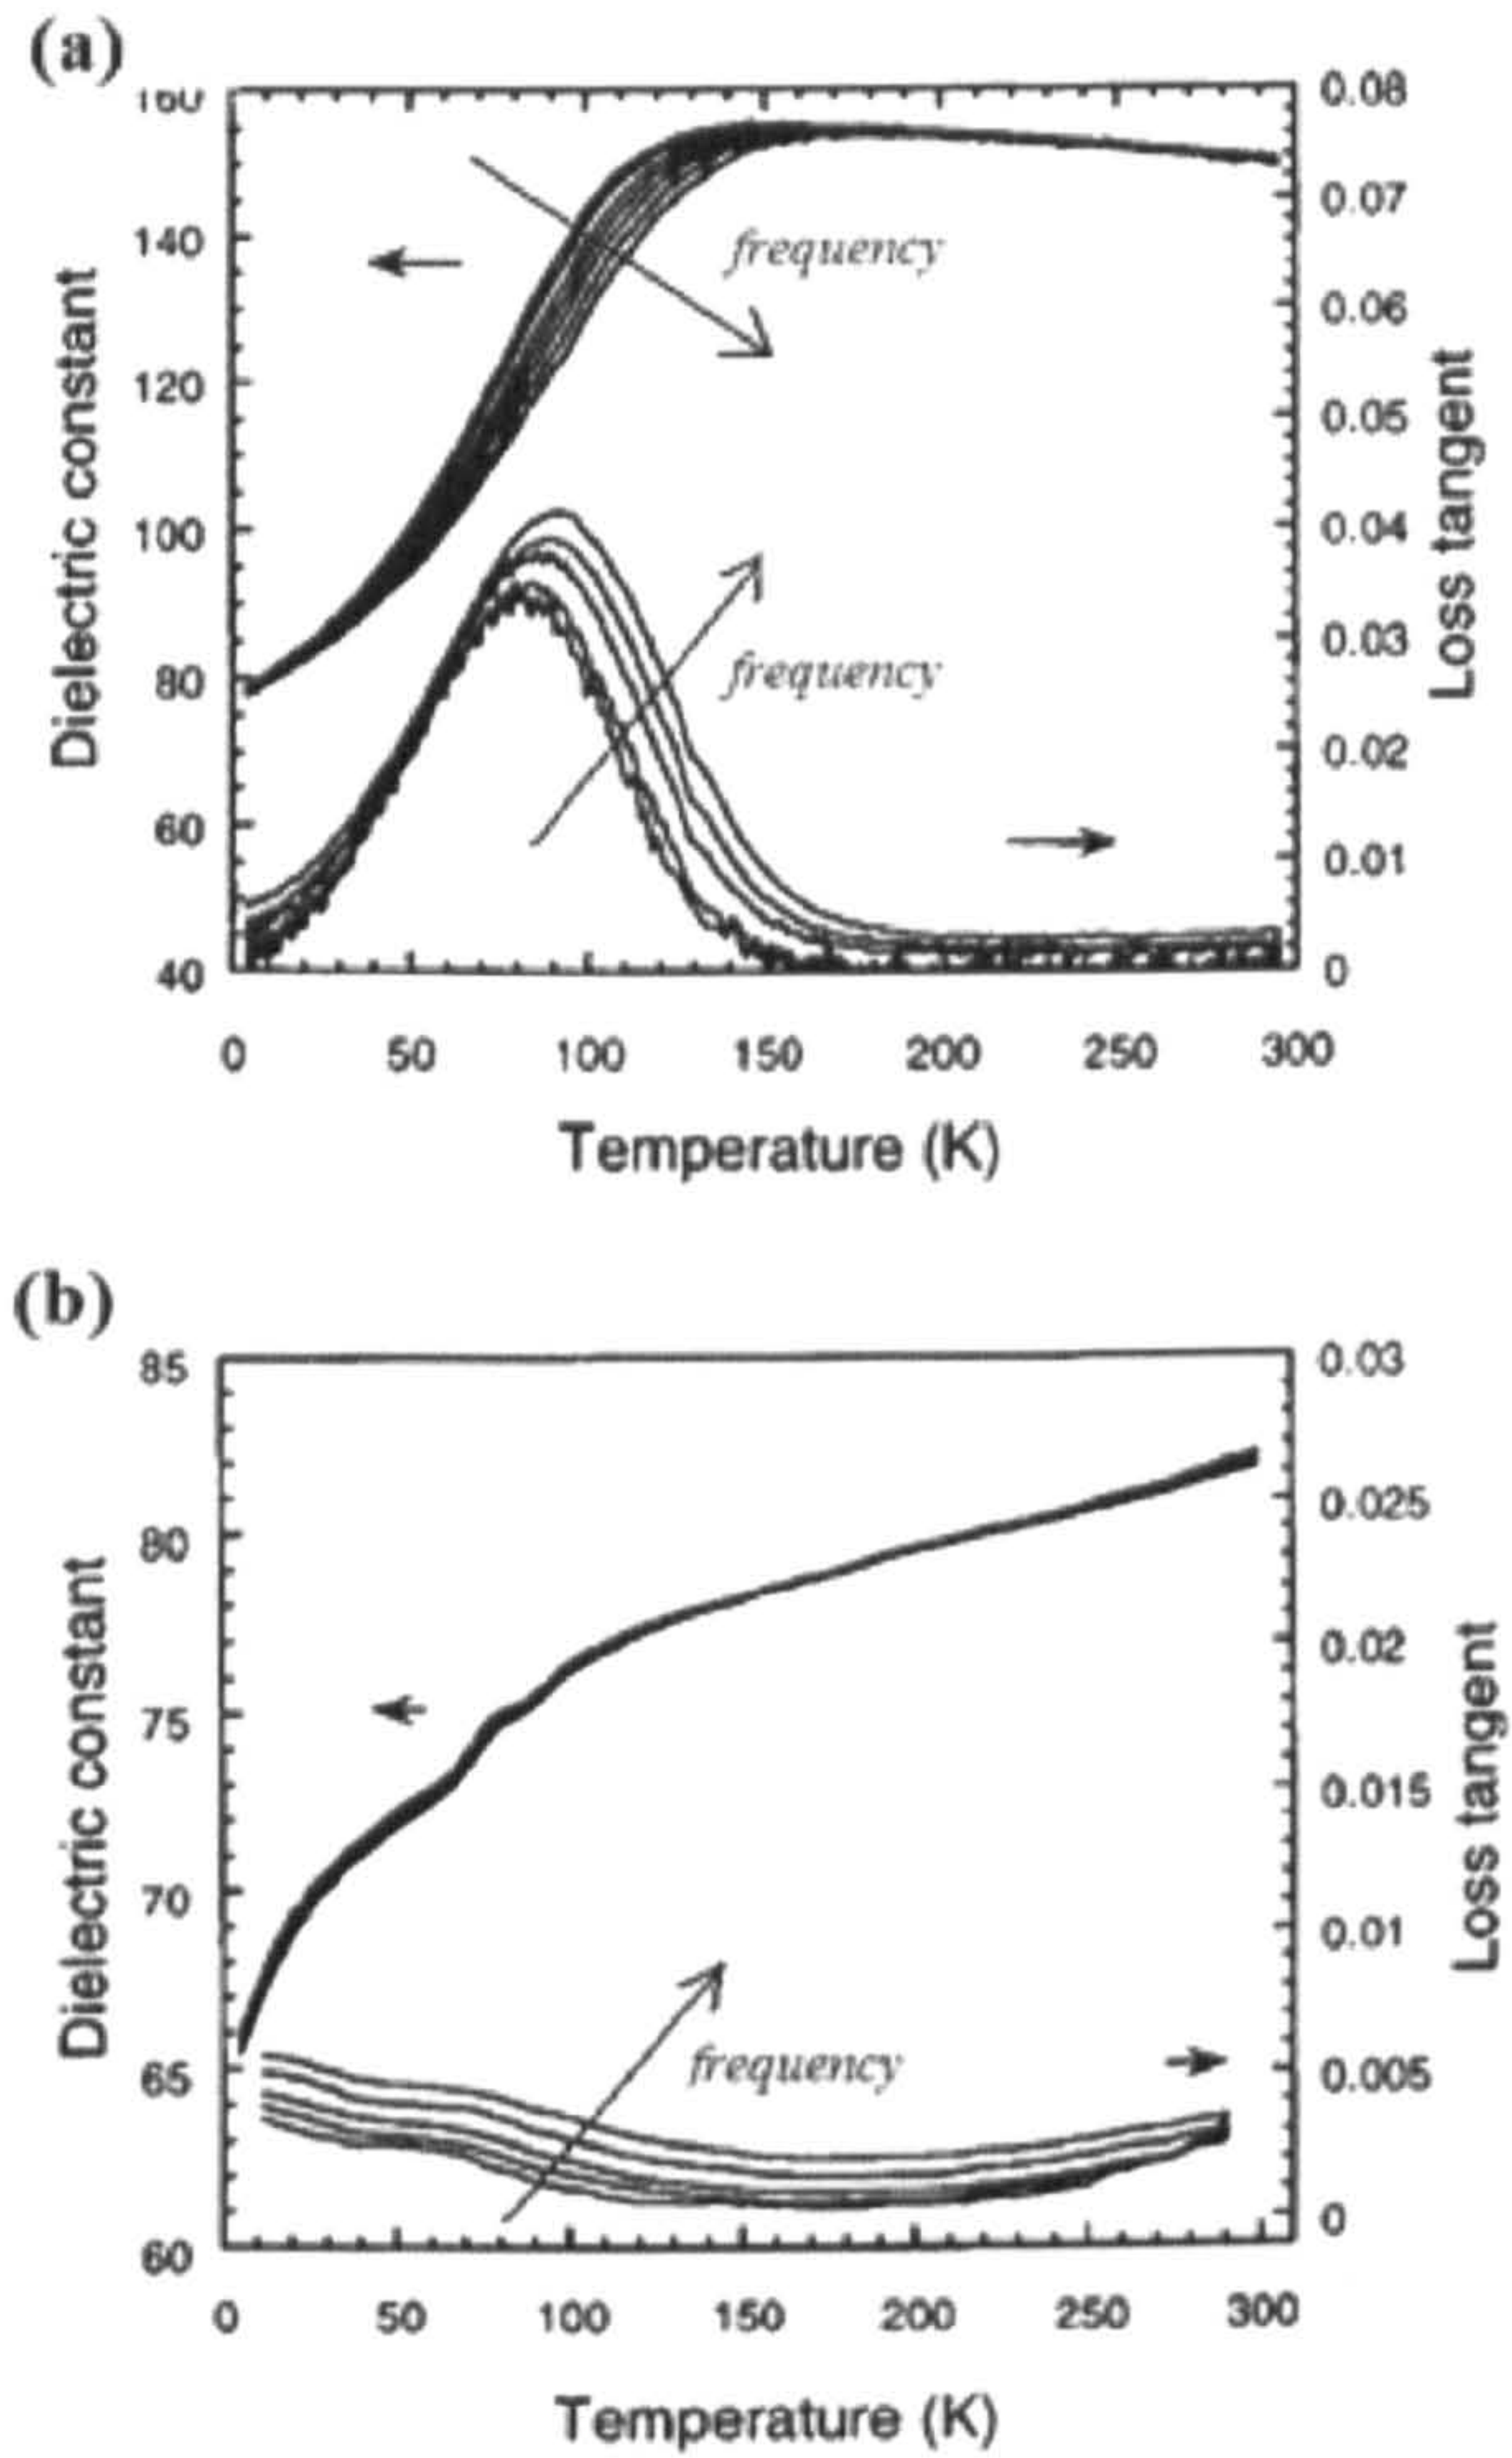 (a)
160 0.08
0.07
140 frequency
0.06
120
0.05
100 0.04
0.03
80 frequency
0.02
60
0.01
40 0
Dielectric constant
Loss tangent
0 50 100 150 200 250 300
Temperature (K)
(b)
85 0.03
0.025
80
0.02
75
0.015
70
0.01
65 frequency 0.005
60 0
Dielectric constant
Loss tangent
0 50 100 150 200 250 300
Temperature (K)